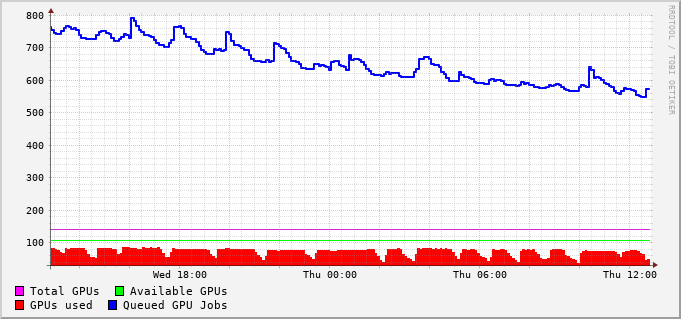 800
700
600
500
400
300
200
100
Wed 18:00 Thu 00:00 Thu 06:00 Thu 12:00
Total GPUs Available GPUs
GPUs used Queued GPU Jobs
RRDTOOL / TOBI OETIKER